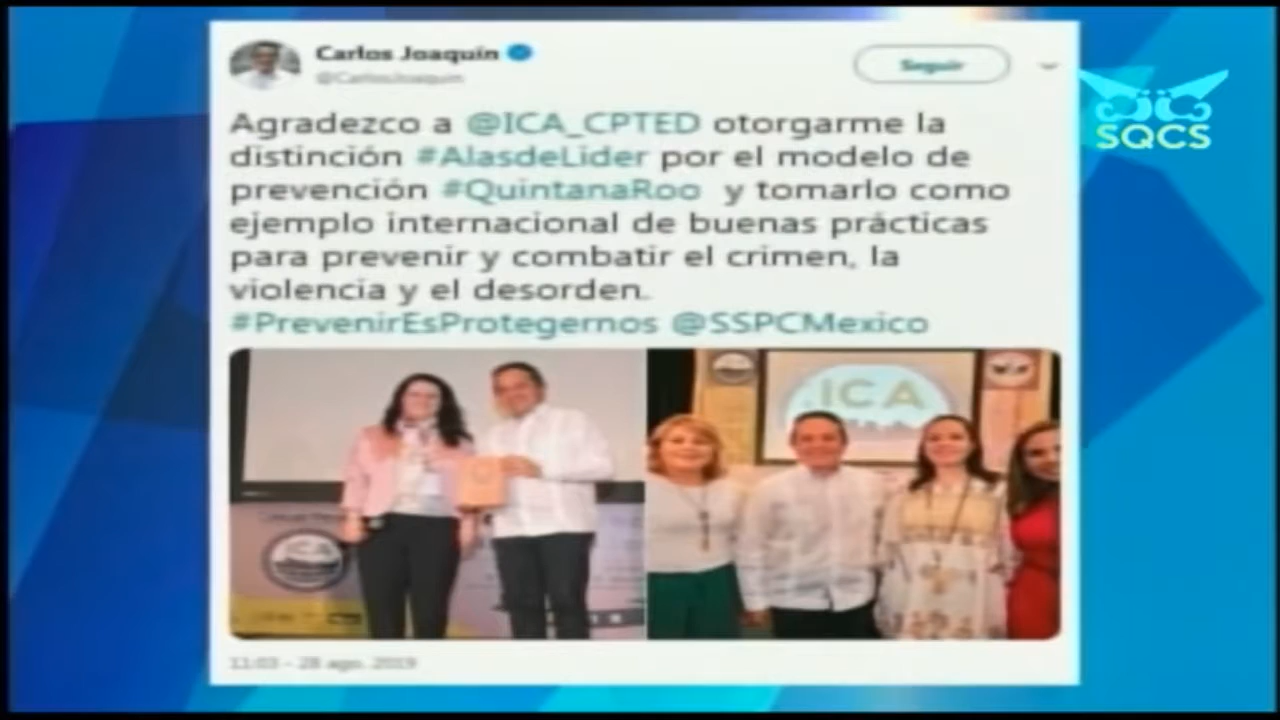 Carlos Joaquín
@CarlosJoaquin
Seguir
SQCS
Agradezco a @ICA_CPTED otorgarme la
distinción #AlasdeLíder por el modelo de
prevención #QuintanaRoo y tomarlo como
ejemplo internacional de buenas prácticas
para prevenir y combatir el crimen, la
violencia y el desorden.
#PrevenirEsProtegernos @SSPCMexico
ICA
11:03 - 28 ago. 2019